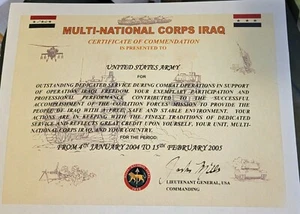 MULTI-NATIONAL CORPS IRAQ
CERTIFICATE OF COMMENDATION
IS PRESENTED TO
UNITED STATES ARMY
FOR
OUTSTANDING DEDICATED SERVICE DURING COMBAT OPERATIONS IN SUPPORT
OF OPERATION IRAQI FREEDOM. YOUR EXEMPLARY PARTICIPATION AND
PROFESSIONAL PERFORMANCE CONTRIBUTED TO THE SUCCESSFUL
ACCOMPLISHMENT OF THE COALITION FORCES' MISSION TO PROVIDE THE
PEOPLE OF IRAQ WITH A FREE, SAFE AND STABLE ENVIRONMENT. YOUR
ACTIONS ARE IN KEEPING WITH THE FINEST TRADITIONS OF DEDICATED
SERVICE AND REFLECTS GREAT CREDIT UPON YOURSELF, YOUR UNIT, MULTI-
NATIONAL CORPS IRAQ AND YOUR COUNTRY.
FOR THE PERIOD:
FROM 4TH JANUARY 2004 TO 15TH FEBRUARY 2005
LIEUTENANT GENERAL, USA
COMMANDING